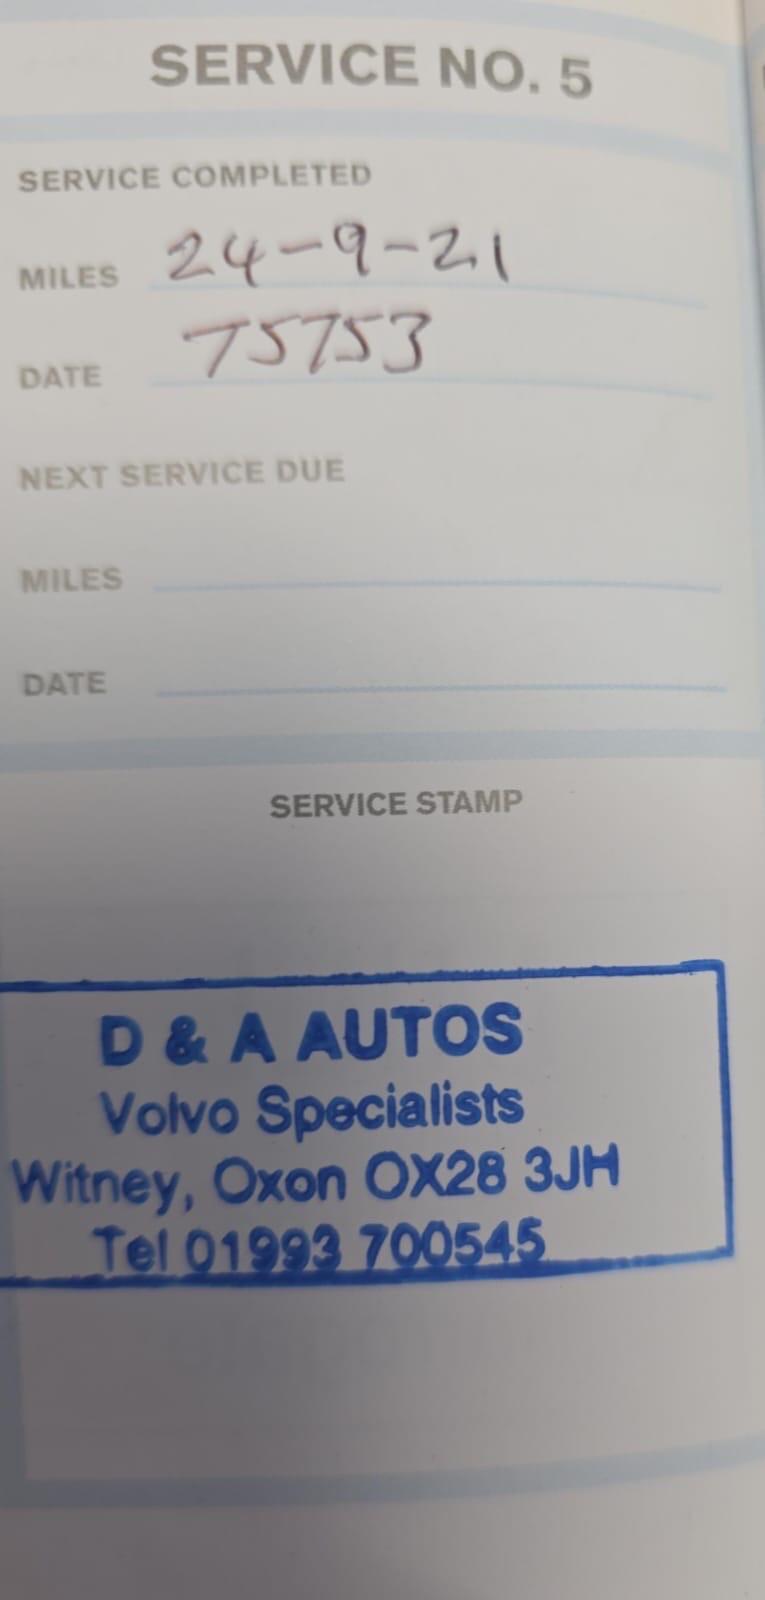 SERVICE NO. 5
SERVICE COMPLETED
MILES 24-9-21
DATE 75753
NEXT SERVICE DUE
MILES
DATE
SERVICE STAMP
D & A AUTOS
Volvo Specialists
Witney, Oxon OX28 3JH
Tel 01993 700545